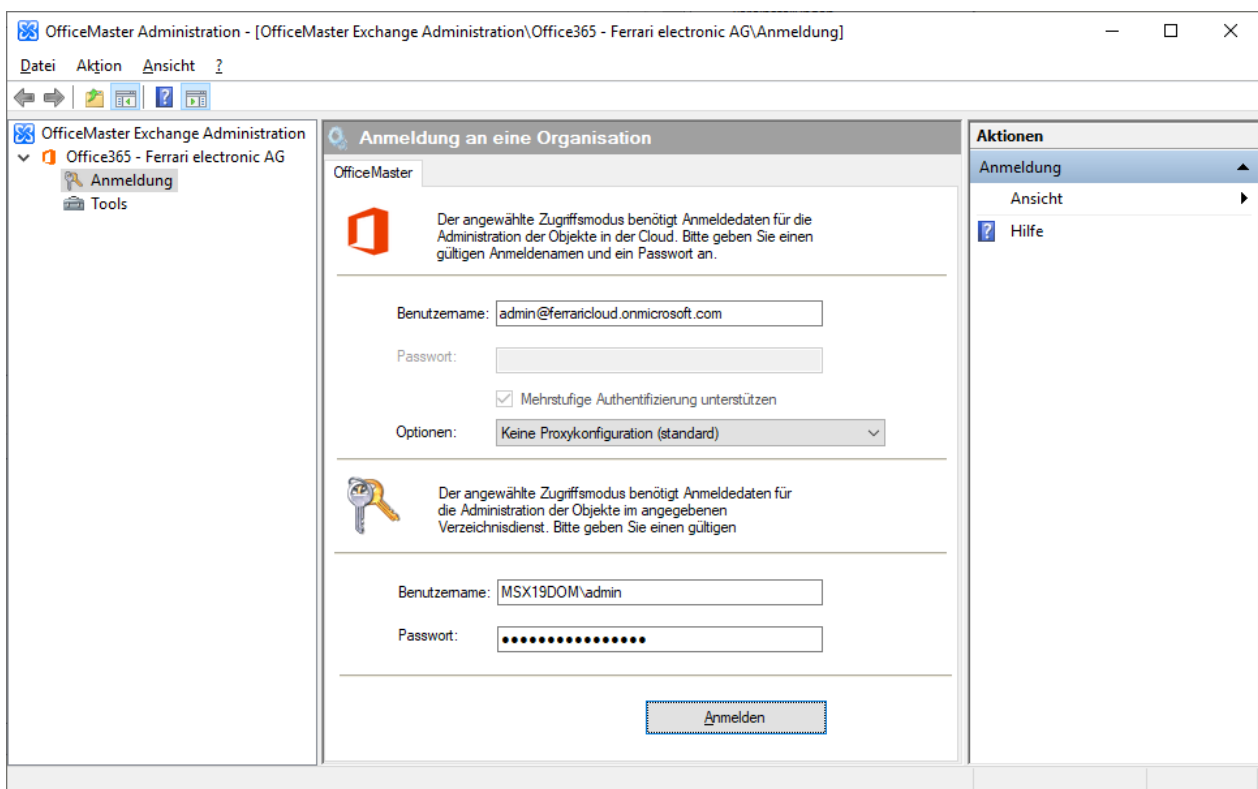 OfficeMaster Administration - [OfficeMaster Exchange Administration\Office365 - Ferrari electronic AG\Anmeldung]
Datei Aktion Ansicht ?
OfficeMaster Exchange Administration
Office365 - Ferrari electronic AG
Anmeldung
Tools
Anmeldung an eine Organisation
OfficeMaster
Der angewählte Zugriffsmodus benötigt Anmeldedaten für die
Administration der Objekte in der Cloud. Bitte geben Sie einen
gültigen Anmeldenamen und ein Passwort an.
Benutzername: admin@ferraricloud.onmicrosoft.com
Passwort:
Mehrstufige Authentifizierung unterstützen
Optionen: Keine Proxykonfiguration (standard)
Der angewählte Zugriffsmodus benötigt Anmeldedaten für
die Administration der Objekte im angegebenen
Verzeichnisdienst. Bitte geben Sie einen gültigen
Benutzername: MSX19DOM\admin
Passwort: ●●●●●●●●●●●●●●●●
Anmelden
Aktionen
Anmeldung
Ansicht
Hilfe